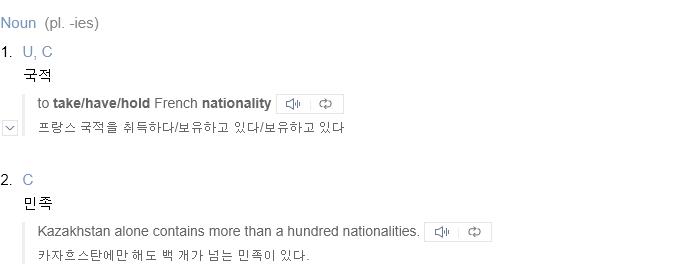 Noun (pl. -ies)
1. U, C
국적
to take/have/hold French nationality
프랑스 국적을 취득하다/보유하고 있다/보유하고 있다
2. C
민족
Kazakhstan alone contains more than a hundred nationalities.
카자흐스탄에만 해도 백 개가 넘는 민족이 있다.